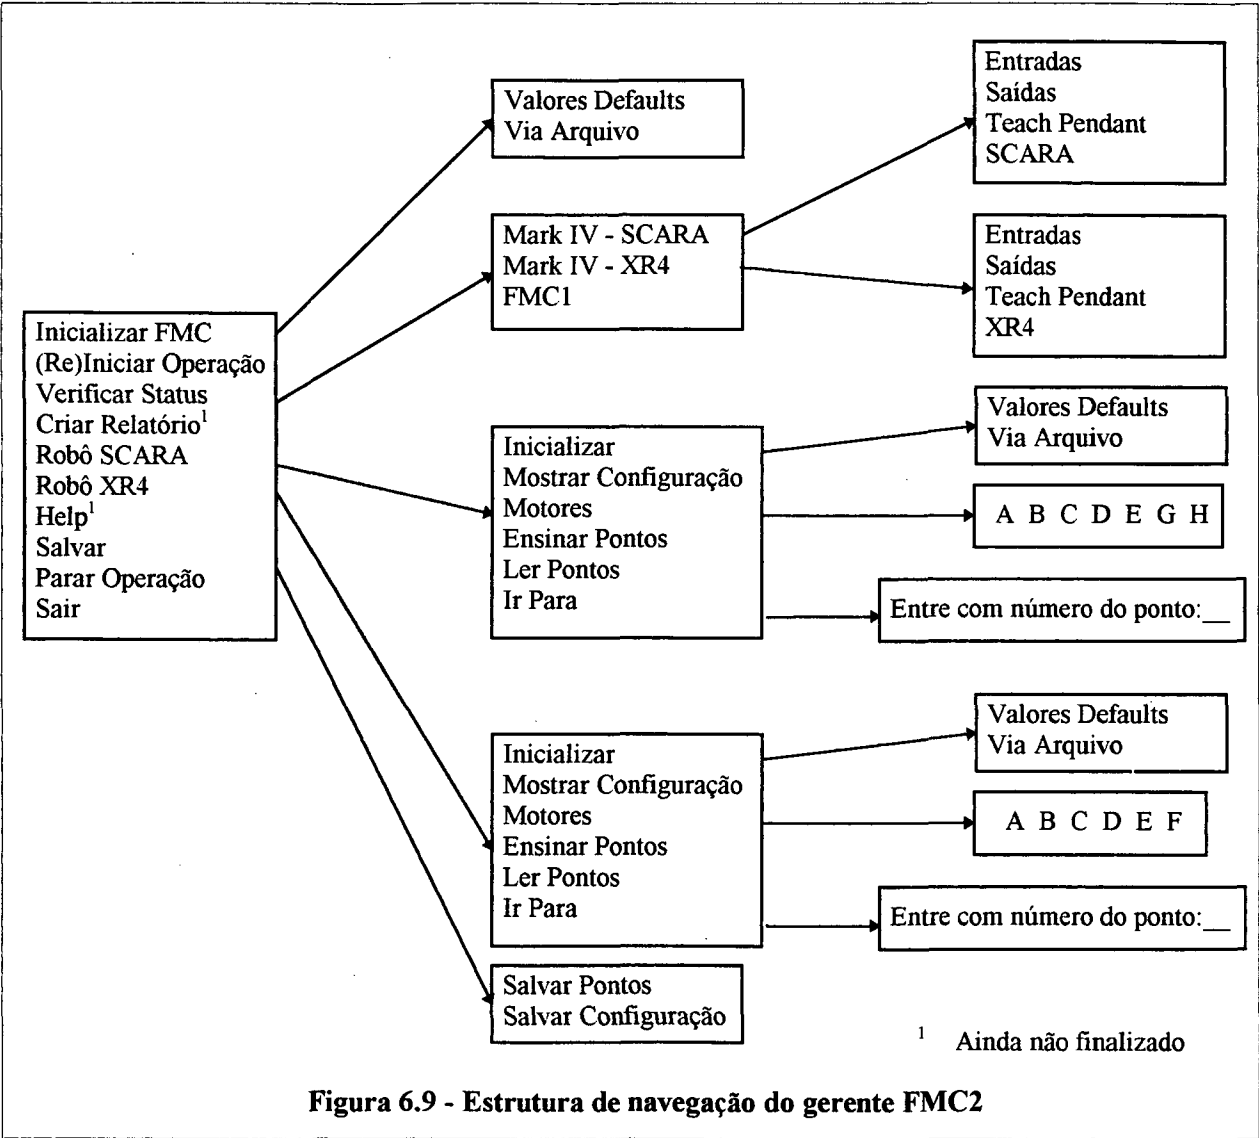 Inicializar FMC
(Re)Iniciar Operação
Verificar Status
Criar Relatório¹
Robô SCARA
Robô XR4
Help¹
Salvar
Parar Operação
Sair
Valores Defaults
Via Arquivo
Mark IV - SCARA
Mark IV - XR4
FMC1
Entradas
Saídas
Teach Pendant
SCARA
Entradas
Saídas
Teach Pendant
XR4
Inicializar
Mostrar Configuração
Motores
Ensinar Pontos
Ler Pontos
Ir Para
Valores Defaults
Via Arquivo
A B C D E G H
Entre com número do ponto:__
Inicializar
Mostrar Configuração
Motores
Ensinar Pontos
Ler Pontos
Ir Para
Valores Defaults
Via Arquivo
A B C D E F
Entre com número do ponto:__
Salvar Pontos
Salvar Configuração
¹ Ainda não finalizado
Figura 6.9 - Estrutura de navegação do gerente FMC2